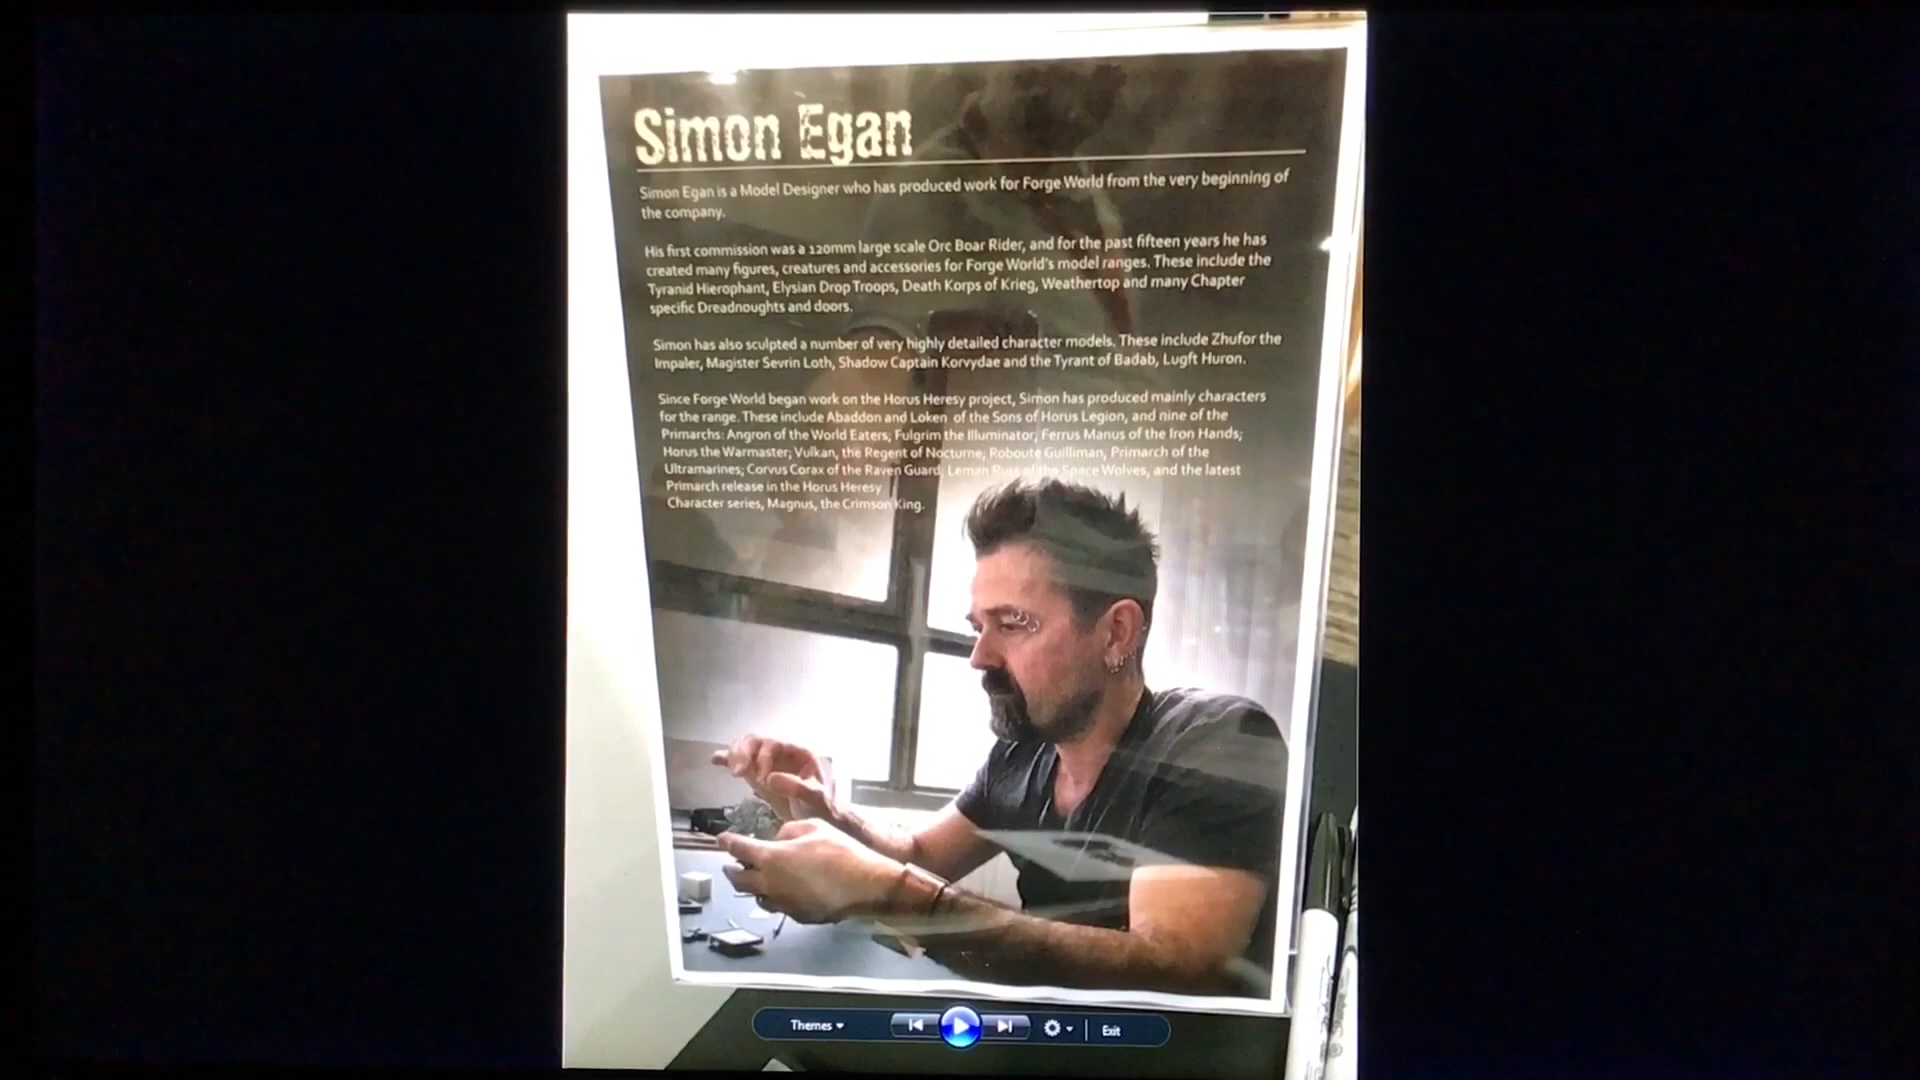 Simon Egan
Simon Egan is a Model Designer who has produced work for Forge World from the very beginning of
the company.
His first commission was a 120mm large scale Orc Boar Rider, and for the past fifteen years he has
created many figures, creatures and accessories for Forge World's model ranges. These include the
Tyranid Hierophant, Elysian Drop Troops, Death Korps of Krieg, Weathertop and many Chapter
specific Dreadnoughts and doors.
Simon has also sculpted a number of very highly detailed character models. These include Zhufor the
Impaler, Magister Sevrin Loth, Shadow Captain Korvydae and the Tyrant of Badab, Lugft Huron.
Since Forge World began work on the Horus Heresy project, Simon has produced mainly characters
for the range. These include Abaddon and Loken of the Sons of Horus Legion, and nine of the
Primarchs: Angron of the World Eaters; Fulgrim the Illuminator; Ferrus Manus of the Iron Hands;
Horus the Warmaster; Vulkan, the Regent of Nocturne; Roboute Guilliman, Primarch of the
Ultramarines; Corvus Corax of the Raven Guard; Leman Russ of the Space Wolves, and the latest
Primarch release in the Horus Heresy
Character series, Magnus, the Crimson King.
Themes
Exit